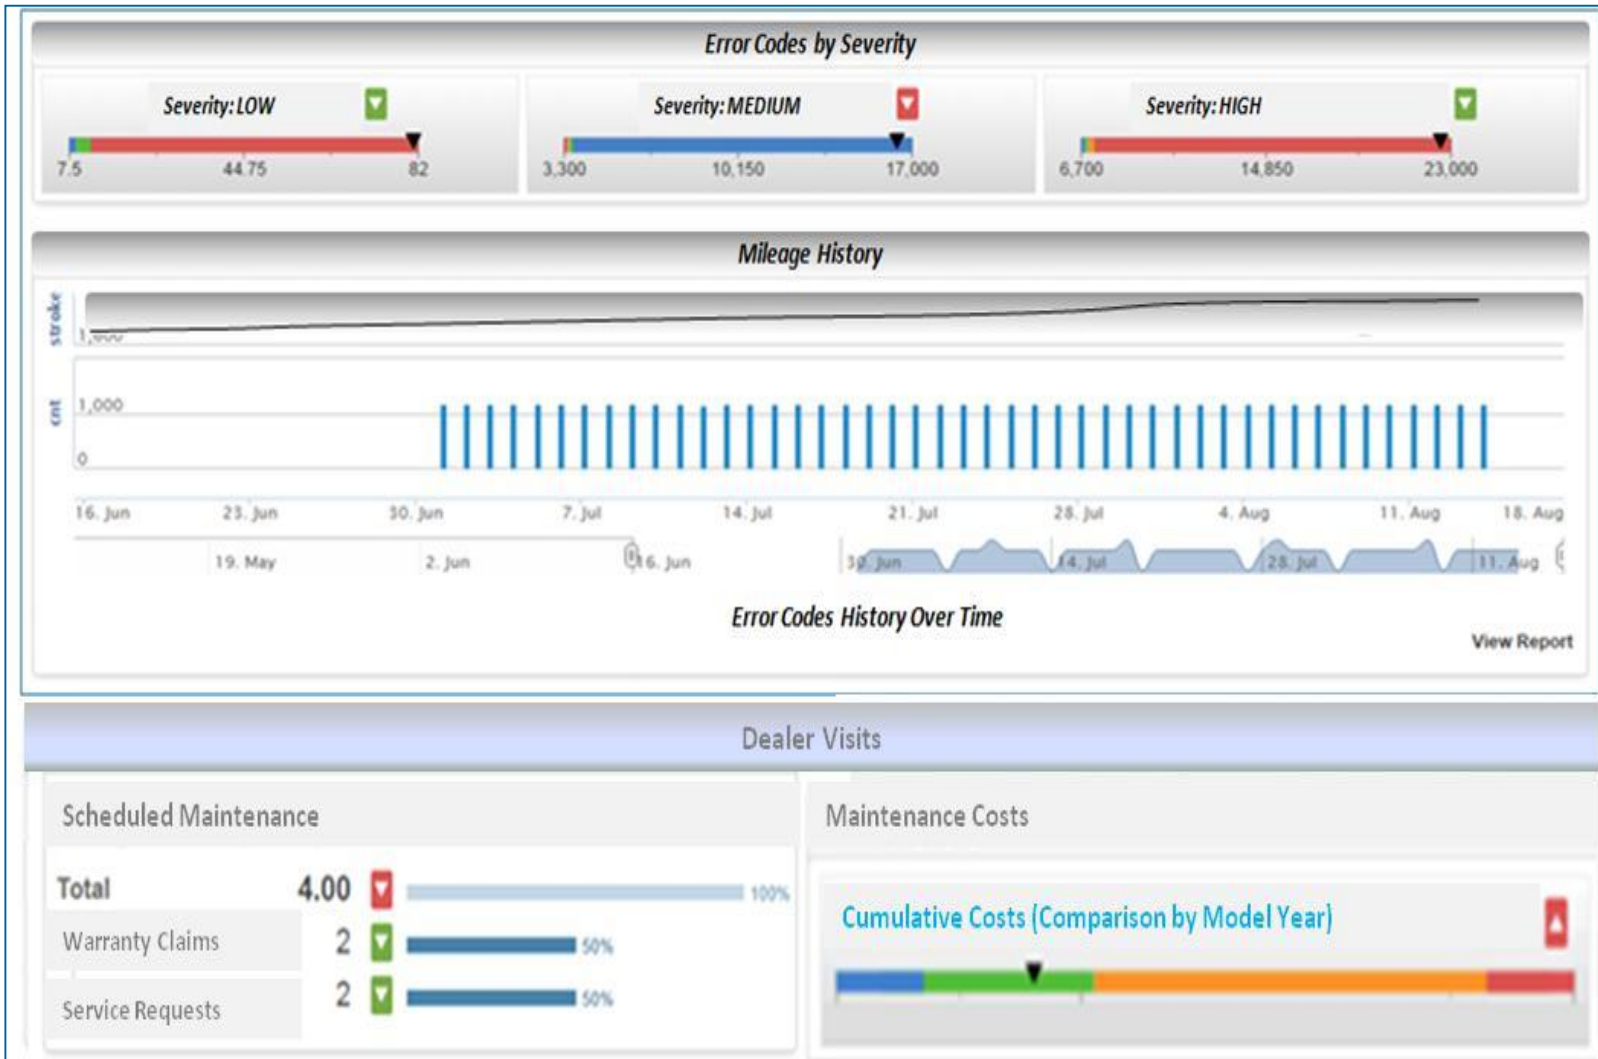 Error Codes by Severity
Severity: LOW
Severity: MEDIUM
Severity: HIGH
7.5 44.75 82
3,300 10,150 17,000
6,700 14,850 23,000
Mileage History
stroke
cnt
1,000
0
16. Jun 23. Jun 30. Jun 7. Jul 14. Jul 21. Jul 28. Jul 4. Aug 11. Aug 18. Aug
19. May 2. Jun 16. Jun 30. Jun 14. Jul 28. Jul 11. Aug
Error Codes History Over Time
View Report
Dealer Visits
Scheduled Maintenance
Total 4.00 100%
Warranty Claims 2 50%
Service Requests 2 50%
Maintenance Costs
Cumulative Costs (Comparison by Model Year)